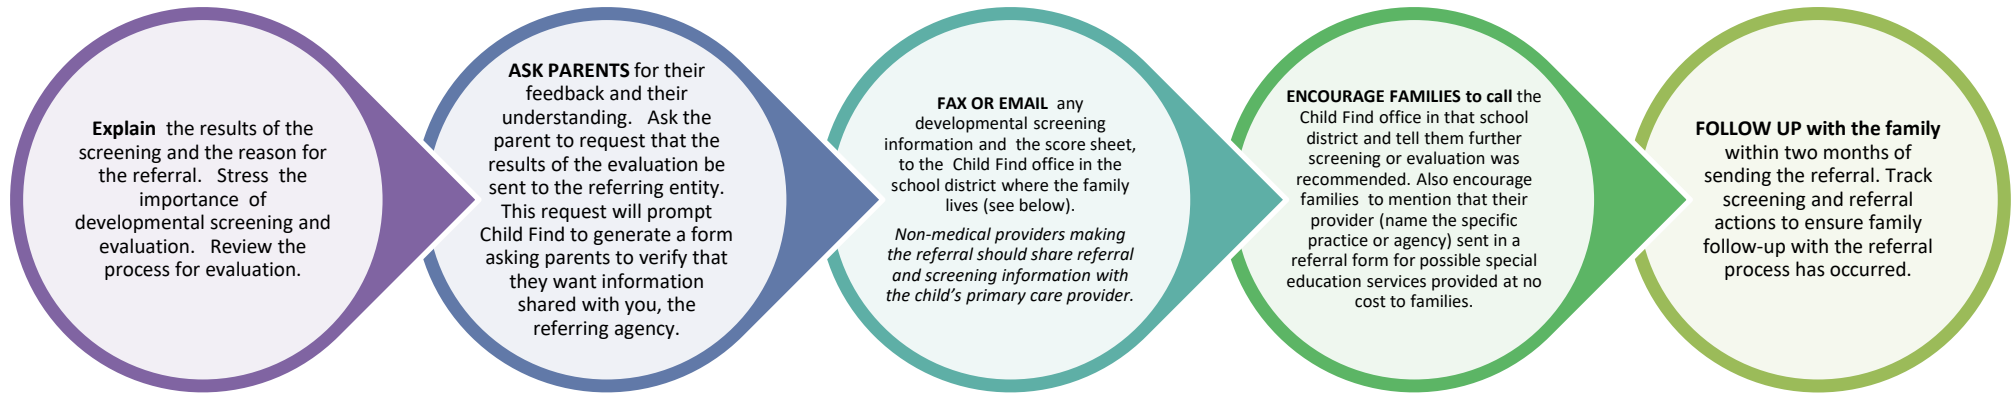 Explain the results of the
screening and the reason for
the referral. Stress the
importance of
developmental screening and
evaluation. Review the
process for evaluation.
ASK PARENTS for their
feedback and their
understanding. Ask the
parent to request that the
results of the evaluation be
sent to the referring entity.
This request will prompt
Child Find to generate a form
asking parents to verify that
they want information
shared with you, the
referring agency.
FAX OR EMAIL any
developmental screening
information and the score sheet,
to the Child Find office in the
school district where the family
lives (see below).
Non-medical providers making
the referral should share referral
and screening information with
the child's primary care provider.
ENCOURAGE FAMILIES to call the
Child Find office in that school
district and tell them further
screening or evaluation was
recommended. Also encourage
families to mention that their
provider (name the specific
practice or agency) sent in a
referral form for possible special
education services provided at no
cost to families.
FOLLOW UP with the family
within two months of
sending the referral. Track
screening and referral
actions to ensure family
follow-up with the referral
process has occurred.